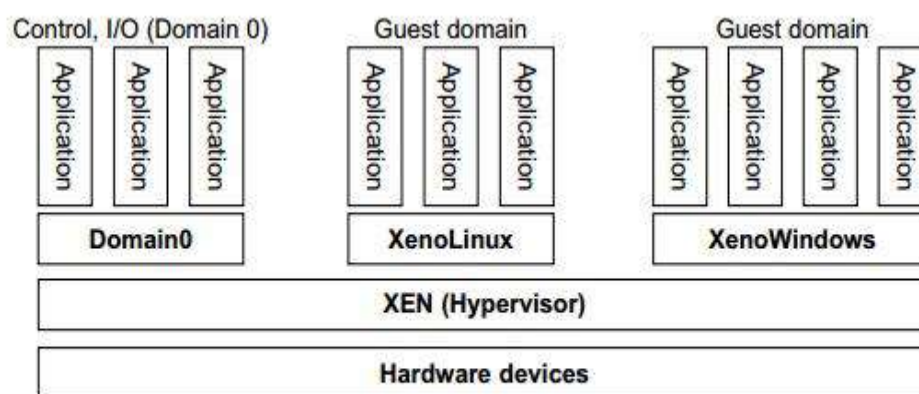 Control, I/O (Domain 0)
Guest domain
Guest domain
Application
Application
Application
Application
Application
Application
Application
Application
Application
Application
Domain0
XenoLinux
XenoWindows
XEN (Hypervisor)
Hardware devices